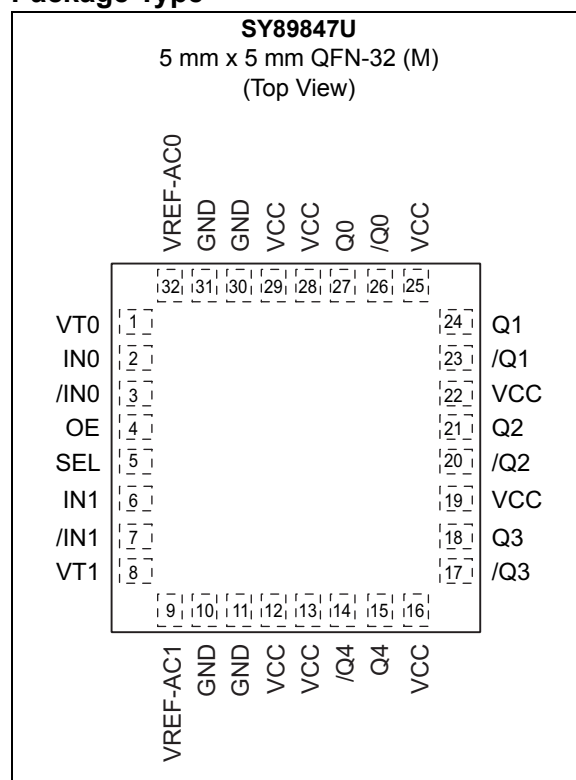 Package Type
SY89847U
5 mm x 5 mm QFN-32 (M)
(Top View)
VREF-AC0
GND
GND
VCC
VCC
Q0
/Q0
VCC
32 31 30 29 28 27 26 25
VT0 1
IN0 2
/IN0 3
OE 4
SEL 5
IN1 6
/IN1 7
VT1 8
24 Q1
23 /Q1
22 VCC
21 Q2
20 /Q2
19 VCC
18 Q3
17 /Q3
9 10 11 12 13 14 15 16
VREF-AC1
GND
GND
VCC
VCC
/Q4
Q4
VCC